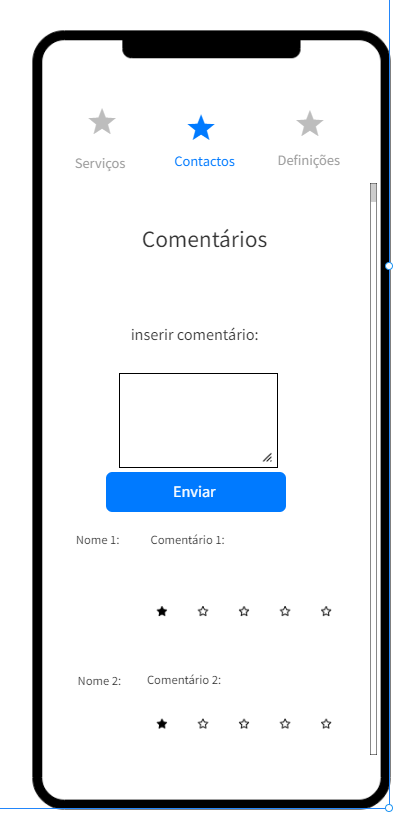 Serviços Contactos Definições
Comentários
inserir comentário:
Enviar
Nome 1: Comentário 1:
Nome 2: Comentário 2: